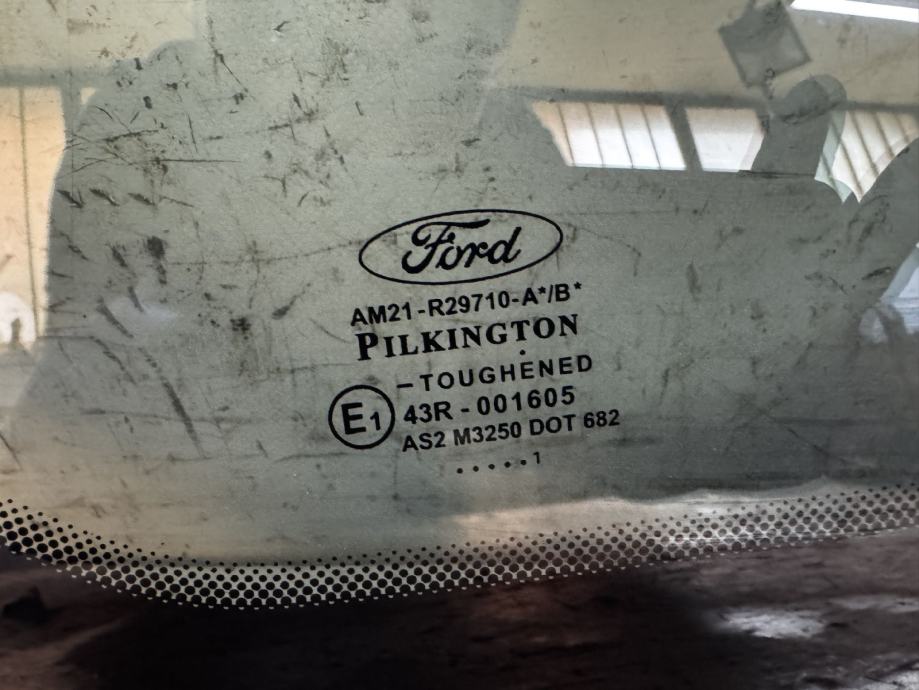 Ford
AM21-R29710-A*/B*
PILKINGTON
–TOUGHENED
E1
43R - 001605
AS2 M3250 DOT 682
.....1